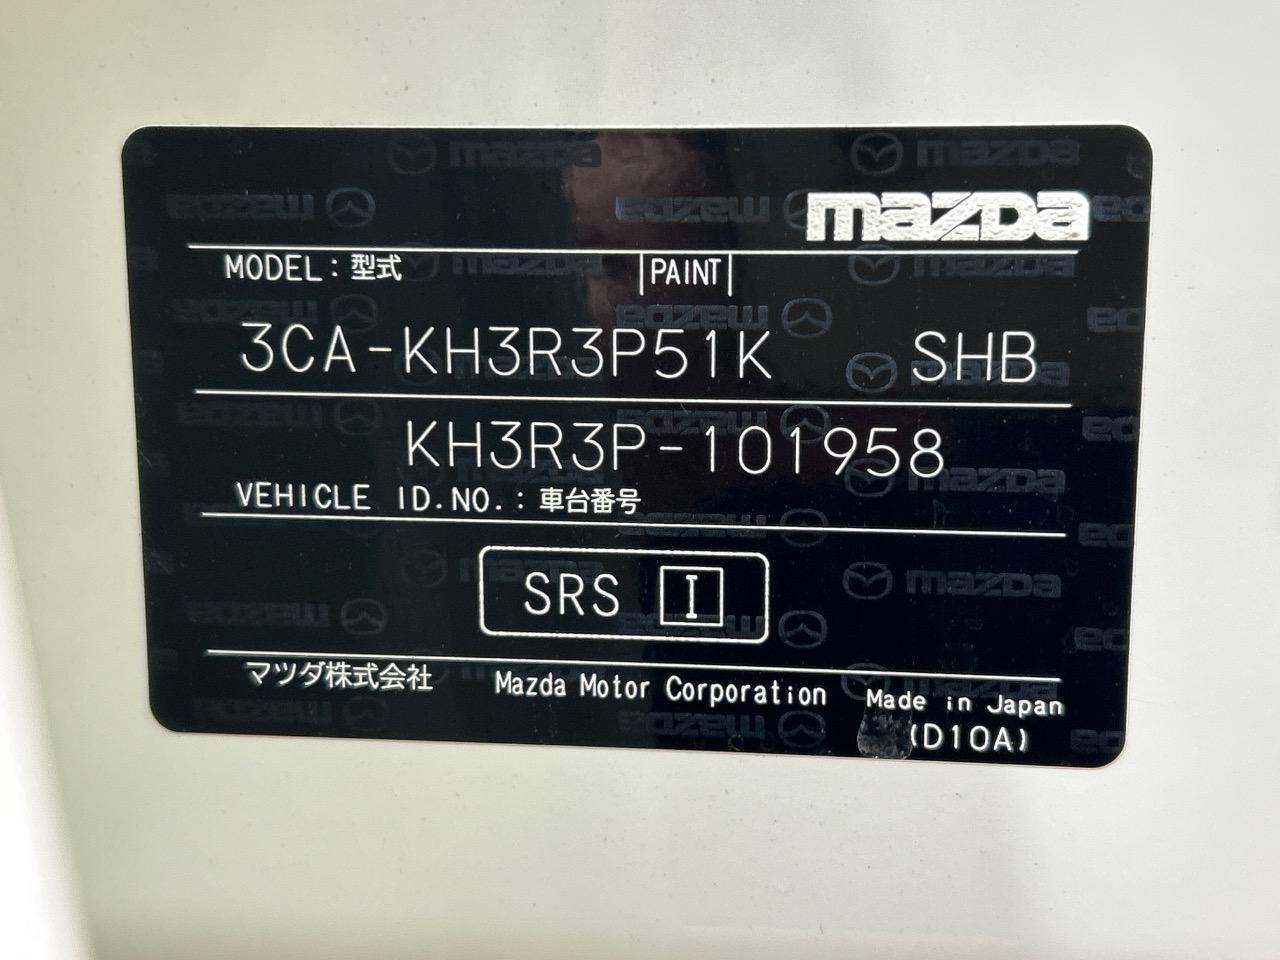 mazda
MODEL: 型式 |PAINT|
3CA-KH3R3P51K SHB
KH3R3P-101958
VEHICLE ID.NO.: 車台番号
SRS I
マツダ株式会社 Mazda Motor Corporation Made in Japan
(D10A)